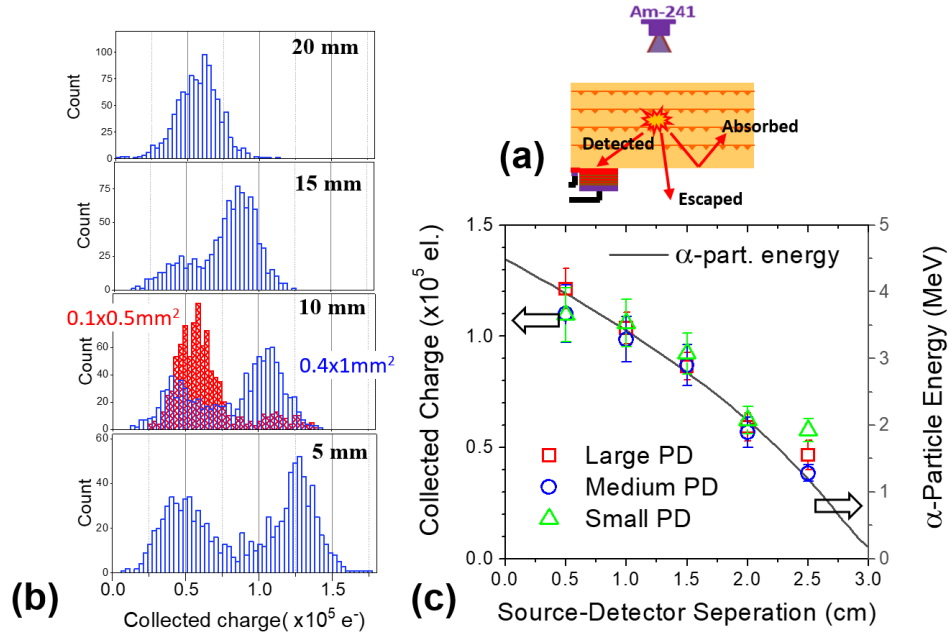 Am-241
(a)
Detected
Absorbed
Escaped
(b)
20 mm
Count
100
75
50
25
0
15 mm
Count
75
50
25
0
10 mm
0.1x0.5mm²
0.4x1mm²
Count
80
60
40
20
0
5 mm
Count
60
40
20
0
0.0 0.5 1.0 1.5
Collected charge( x10⁵ e⁻)
(c)
α-part. energy
Large PD
Medium PD
Small PD
Collected Charge (x10⁵ el.)
1.5
1.0
0.5
0.0
α-Particle Energy (MeV)
5
4
3
2
1
0
0.0 0.5 1.0 1.5 2.0 2.5 3.0
Source-Detector Seperation (cm)